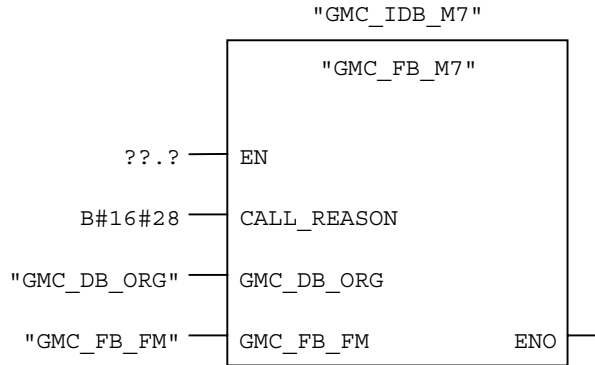 "GMC_IDB_M7"
"GMC_FB_M7"
??.? EN
B#16#28 CALL_REASON
"GMC_DB_ORG" GMC_DB_ORG
"GMC_FB_FM" GMC_FB_FM ENO